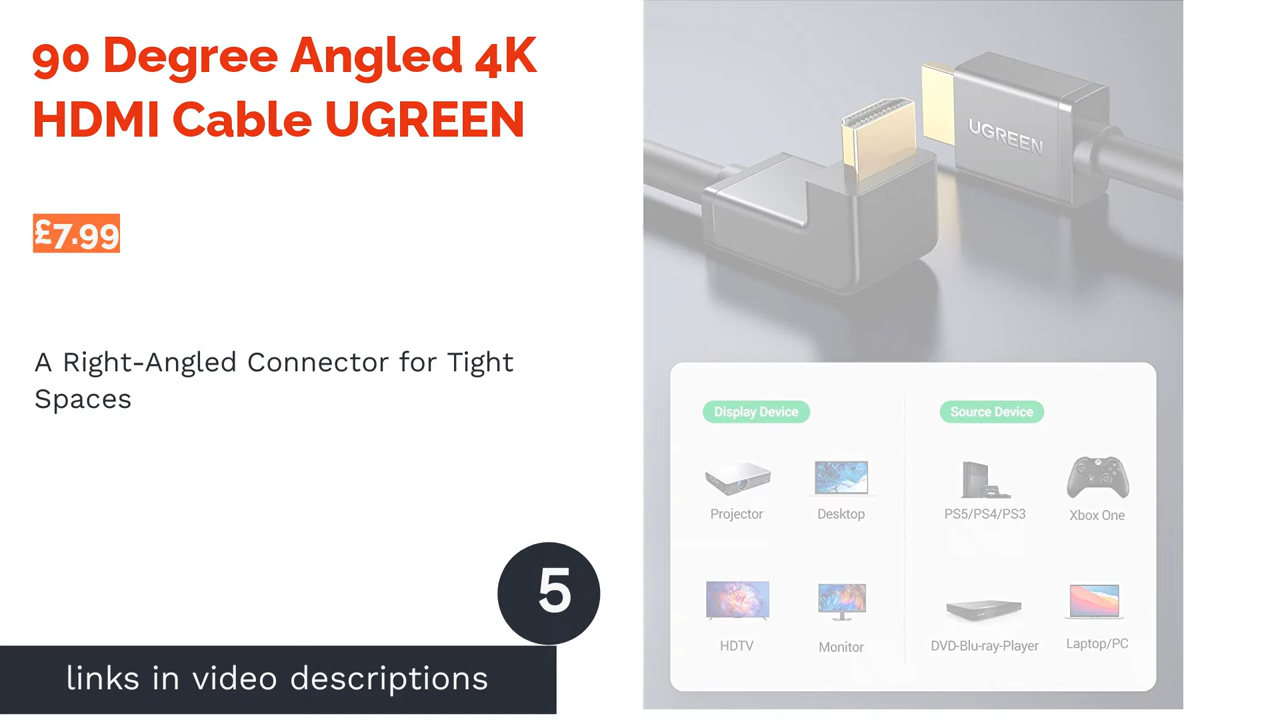 90 Degree Angled 4K
HDMI Cable UGREEN
£7.99
A Right-Angled Connector for Tight
Spaces
5
links in video descriptions
UGREEN
Display Device
Source Device
Projector
Desktop
PS5/PS4/PS3
Xbox One
HDTV
Monitor
DVD-Blu-ray-Player
Laptop/PC